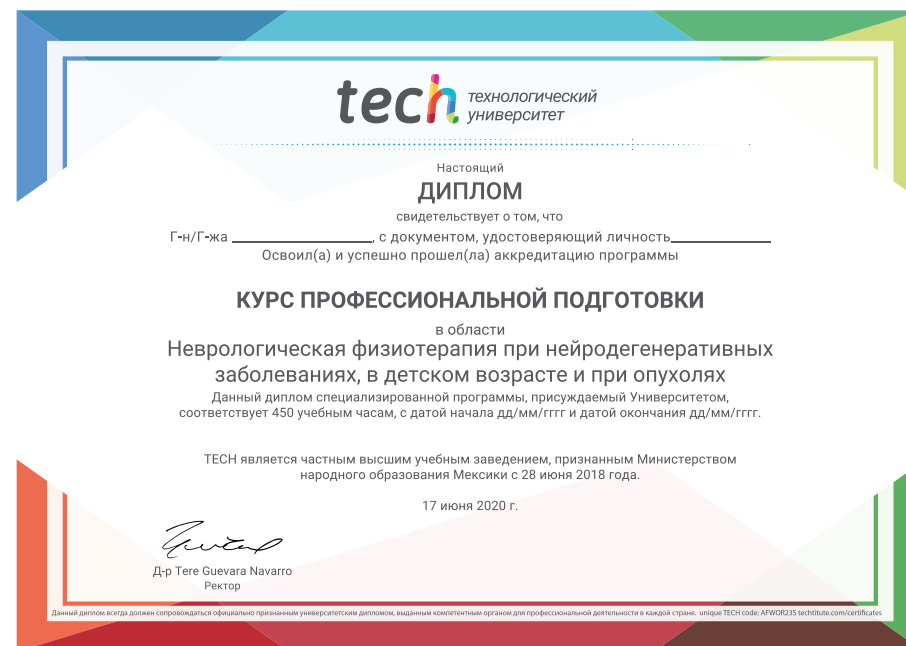 tech технологический
университет
Настоящий
ДИПЛОМ
свидетельствует о том, что
Г-н/Г-жа ____________________, с документом, удостоверяющий личность______________
Освоил(а) и успешно прошел(ла) аккредитацию программы
КУРС ПРОФЕССИОНАЛЬНОЙ ПОДГОТОВКИ
в области
Неврологическая физиотерапия при нейродегенеративных
заболеваниях, в детском возрасте и при опухолях
Данный диплом специализированной программы, присуждаемый Университетом,
соответствует 450 учебным часам, с датой начала дд/мм/гггг и датой окончания дд/мм/гггг.
TECH является частным высшим учебным заведением, признанным Министерством
народного образования Мексики с 28 июня 2018 года.
17 июня 2020 г.
Д-р Tere Guevara Navarro
Ректор
Данный диплом всегда должен сопровождаться официально признанным университетским дипломом, выданным компетентным органом для профессиональной деятельности в каждой стране. unique TECH code: AFWOR23S techtitute.com/certificates